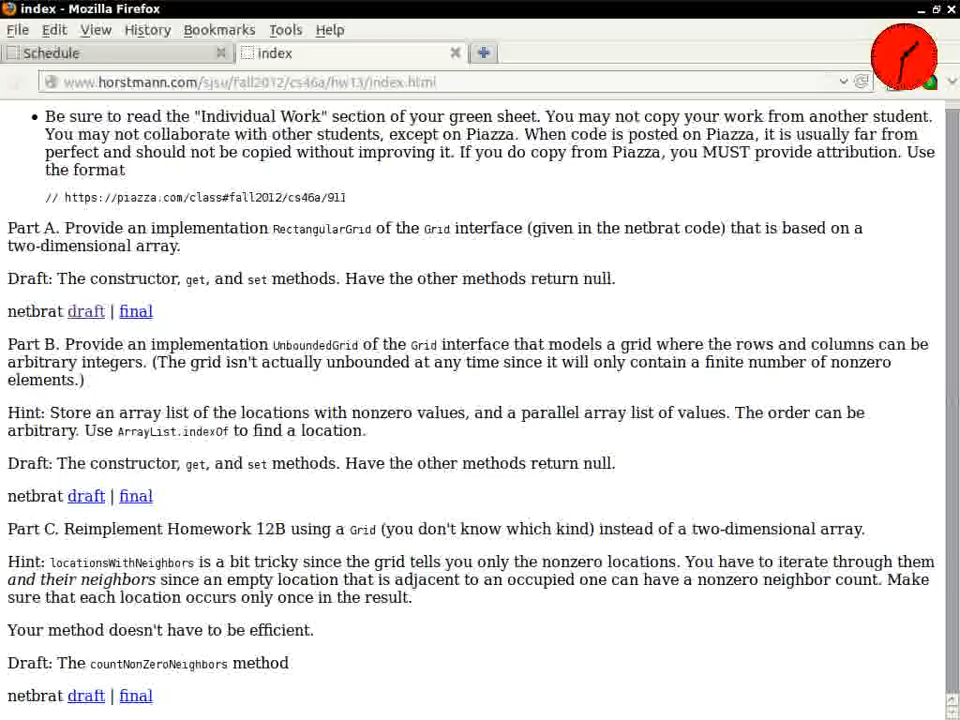 index - Mozilla Firefox
File Edit View History Bookmarks Tools Help
Schedule
index
www.horstmann.com/sjsu/fall2012/cs46a/hw13/index.html
• Be sure to read the "Individual Work" section of your green sheet. You may not copy your work from another student.
You may not collaborate with other students, except on Piazza. When code is posted on Piazza, it is usually far from
perfect and should not be copied without improving it. If you do copy from Piazza, you MUST provide attribution. Use
the format
// https://piazza.com/class#fall2012/cs46a/911
Part A. Provide an implementation RectangularGrid of the Grid interface (given in the netbrat code) that is based on a
two-dimensional array.
Draft: The constructor, get, and set methods. Have the other methods return null.
netbrat draft | final
Part B. Provide an implementation UnboundedGrid of the Grid interface that models a grid where the rows and columns can be
arbitrary integers. (The grid isn't actually unbounded at any time since it will only contain a finite number of nonzero
elements.)
Hint: Store an array list of the locations with nonzero values, and a parallel array list of values. The order can be
arbitrary. Use ArrayList.indexOf to find a location.
Draft: The constructor, get, and set methods. Have the other methods return null.
netbrat draft | final
Part C. Reimplement Homework 12B using a Grid (you don't know which kind) instead of a two-dimensional array.
Hint: locationsWithNeighbors is a bit tricky since the grid tells you only the nonzero locations. You have to iterate through them
and their neighbors since an empty location that is adjacent to an occupied one can have a nonzero neighbor count. Make
sure that each location occurs only once in the result.
Your method doesn't have to be efficient.
Draft: The countNonZeroNeighbors method
netbrat draft | final